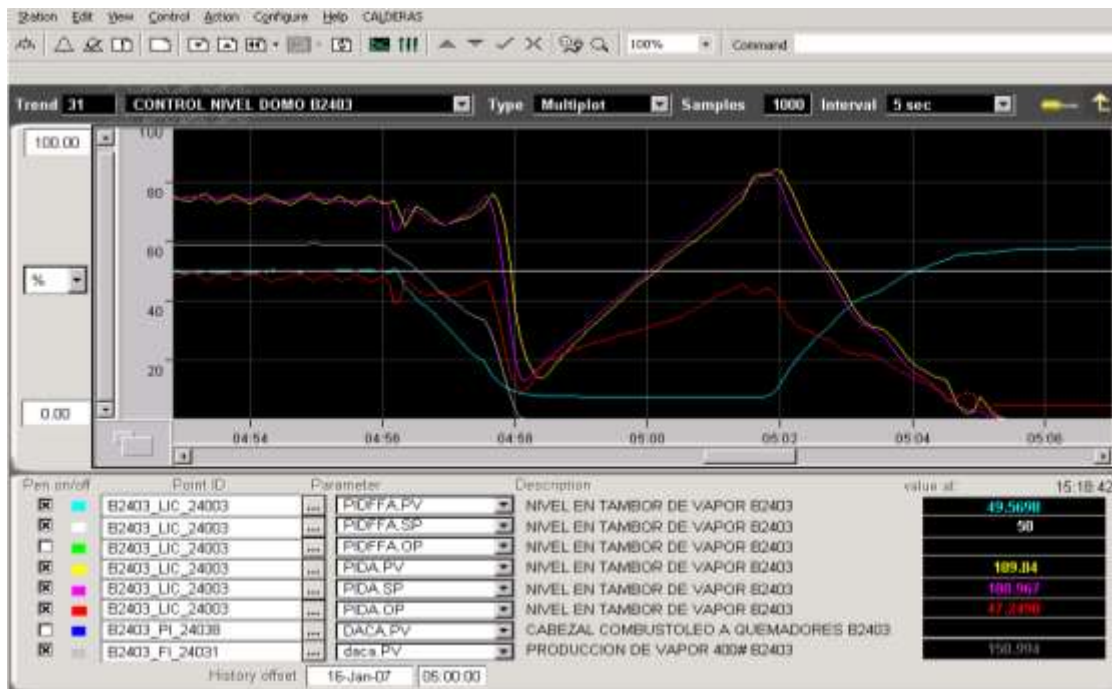 Station Edit View Control Action Configure Help CALDERAS
100% Command
Trend 31 CONTROL NIVEL DOMO B2403 Type Multiplot Samples 1000 Interval 5 sec
100.00
%
0.00
100
80
60
40
20
04:54 04:56 04:58 05:00 05:02 05:04 05:06
Pen on/off Point ID Parameter Description value at: 15:18:42
B2403_LIC_24003 ... PIDFFA.PV NIVEL EN TAMBOR DE VAPOR B2403 49.5690
B2403_LIC_24003 ... PIDFFA.SP NIVEL EN TAMBOR DE VAPOR B2403 50
B2403_LIC_24003 ... PIDFFA.OP NIVEL EN TAMBOR DE VAPOR B2403
B2403_LIC_24003 ... PIDA.PV NIVEL EN TAMBOR DE VAPOR B2403 189.84
B2403_LIC_24003 ... PIDA.SP NIVEL EN TAMBOR DE VAPOR B2403
B2403_LIC_24003 ... PIDA.OP NIVEL EN TAMBOR DE VAPOR B2403 47.2490
B2403_PI_24038 ... DACA.PV CABEZAL COMBUSTOLEO A QUEMADORES B2403
B2403_FI_24031 ... daca.PV PRODUCCION DE VAPOR 400# B2403 150.994
History offset 16-Jan-07 05:00:00